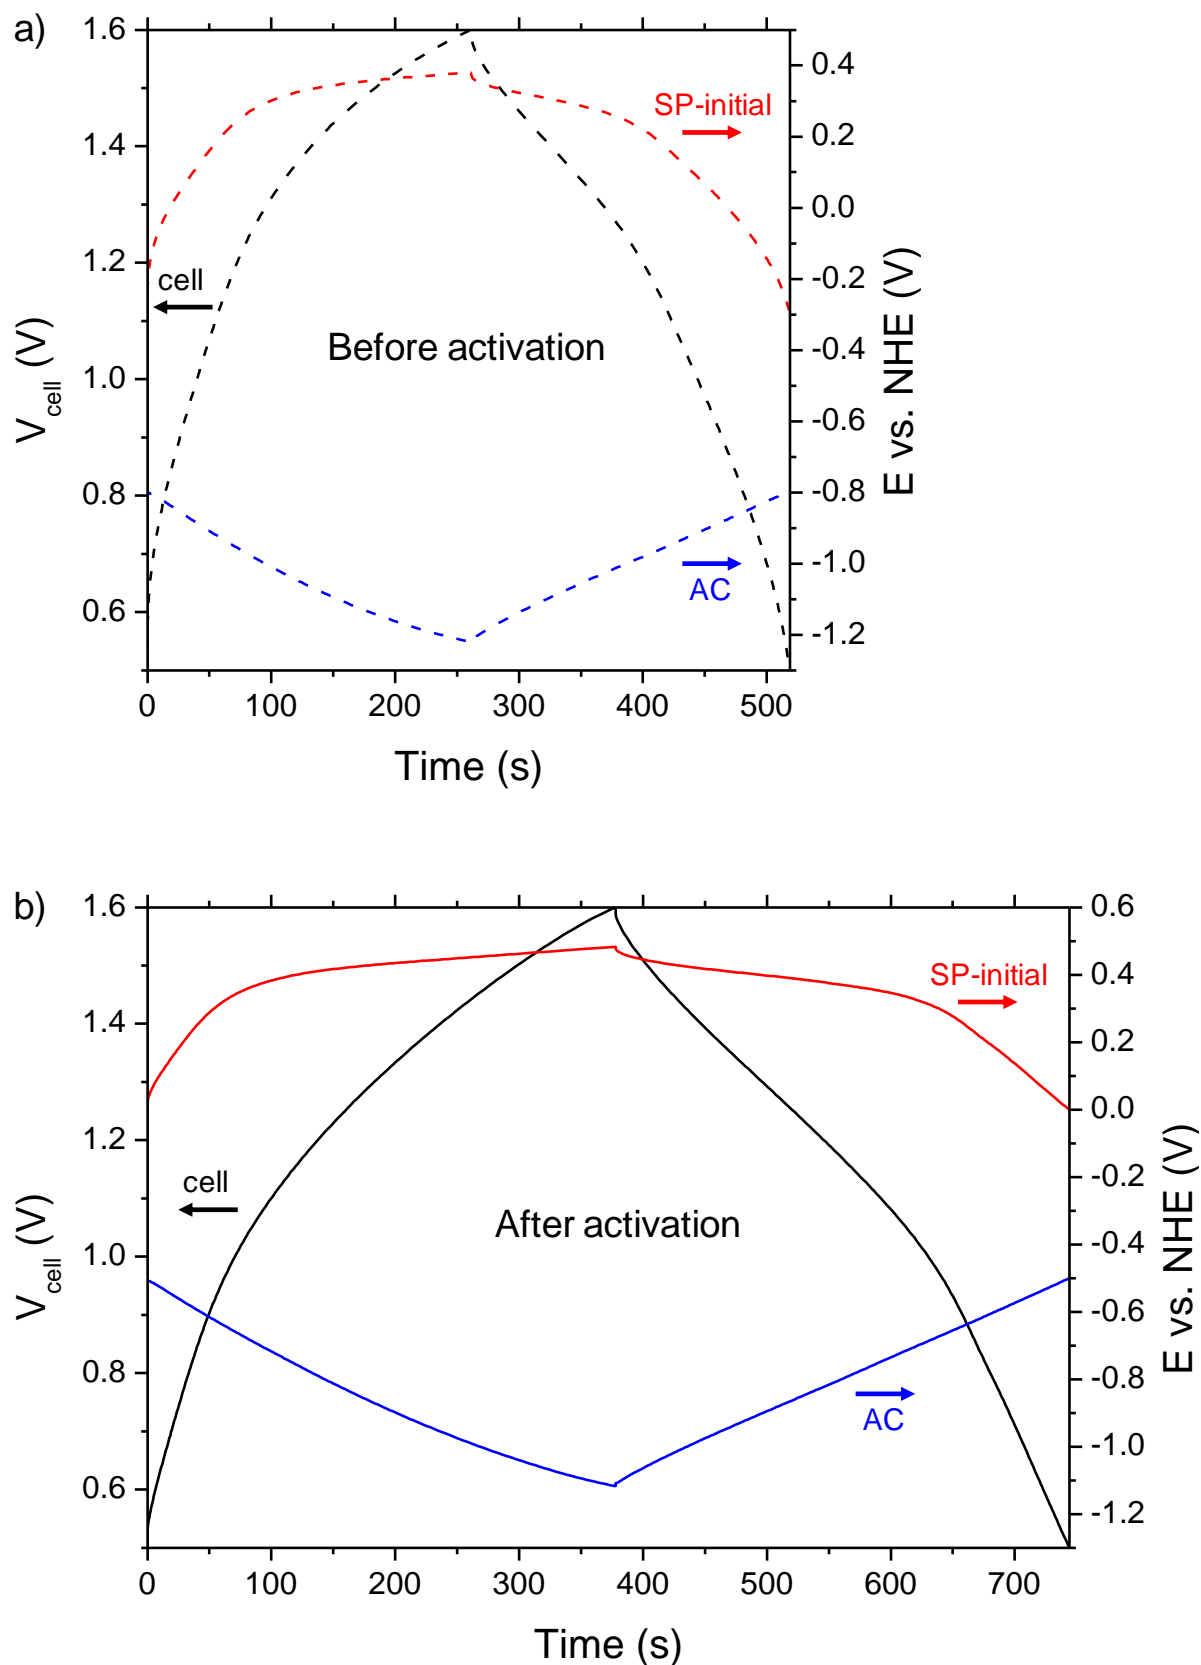 a)
1.6
1.4
1.2
1.0
0.8
0.6
V_cell (V)
0.4
0.2
0.0
-0.2
-0.4
-0.6
-0.8
-1.0
-1.2
E vs. NHE (V)
SP-initial
cell
Before activation
AC
0 100 200 300 400 500
Time (s)
b)
1.6
1.4
1.2
1.0
0.8
0.6
V_cell (V)
0.6
0.4
0.2
0.0
-0.2
-0.4
-0.6
-0.8
-1.0
-1.2
E vs. NHE (V)
SP-initial
cell
After activation
AC
0 100 200 300 400 500 600 700
Time (s)